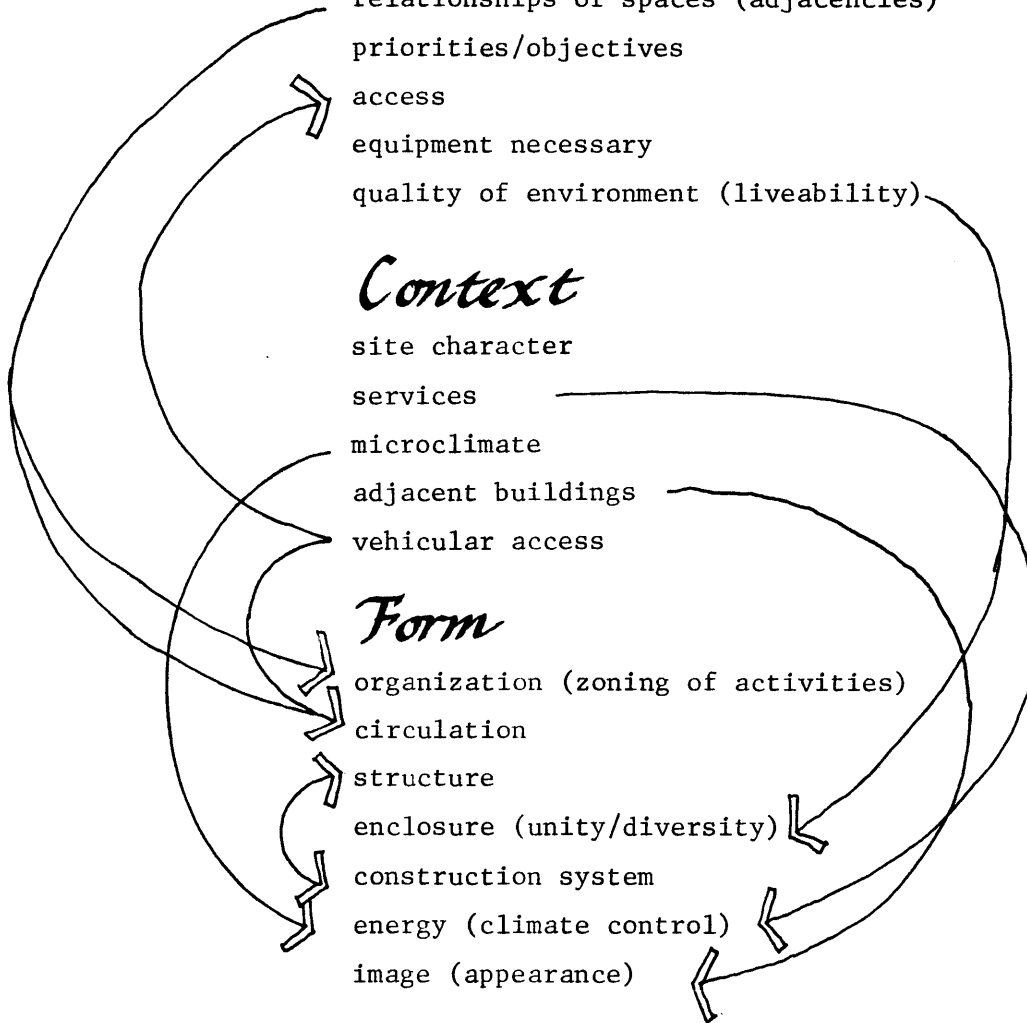 relationships of spaces (adjacencies)
priorities/objectives
access
equipment necessary
quality of environment (liveability)
Context
site character
services
microclimate
adjacent buildings
vehicular access
Form
organization (zoning of activities)
circulation
structure
enclosure (unity/diversity)
construction system
energy (climate control)
image (appearance)